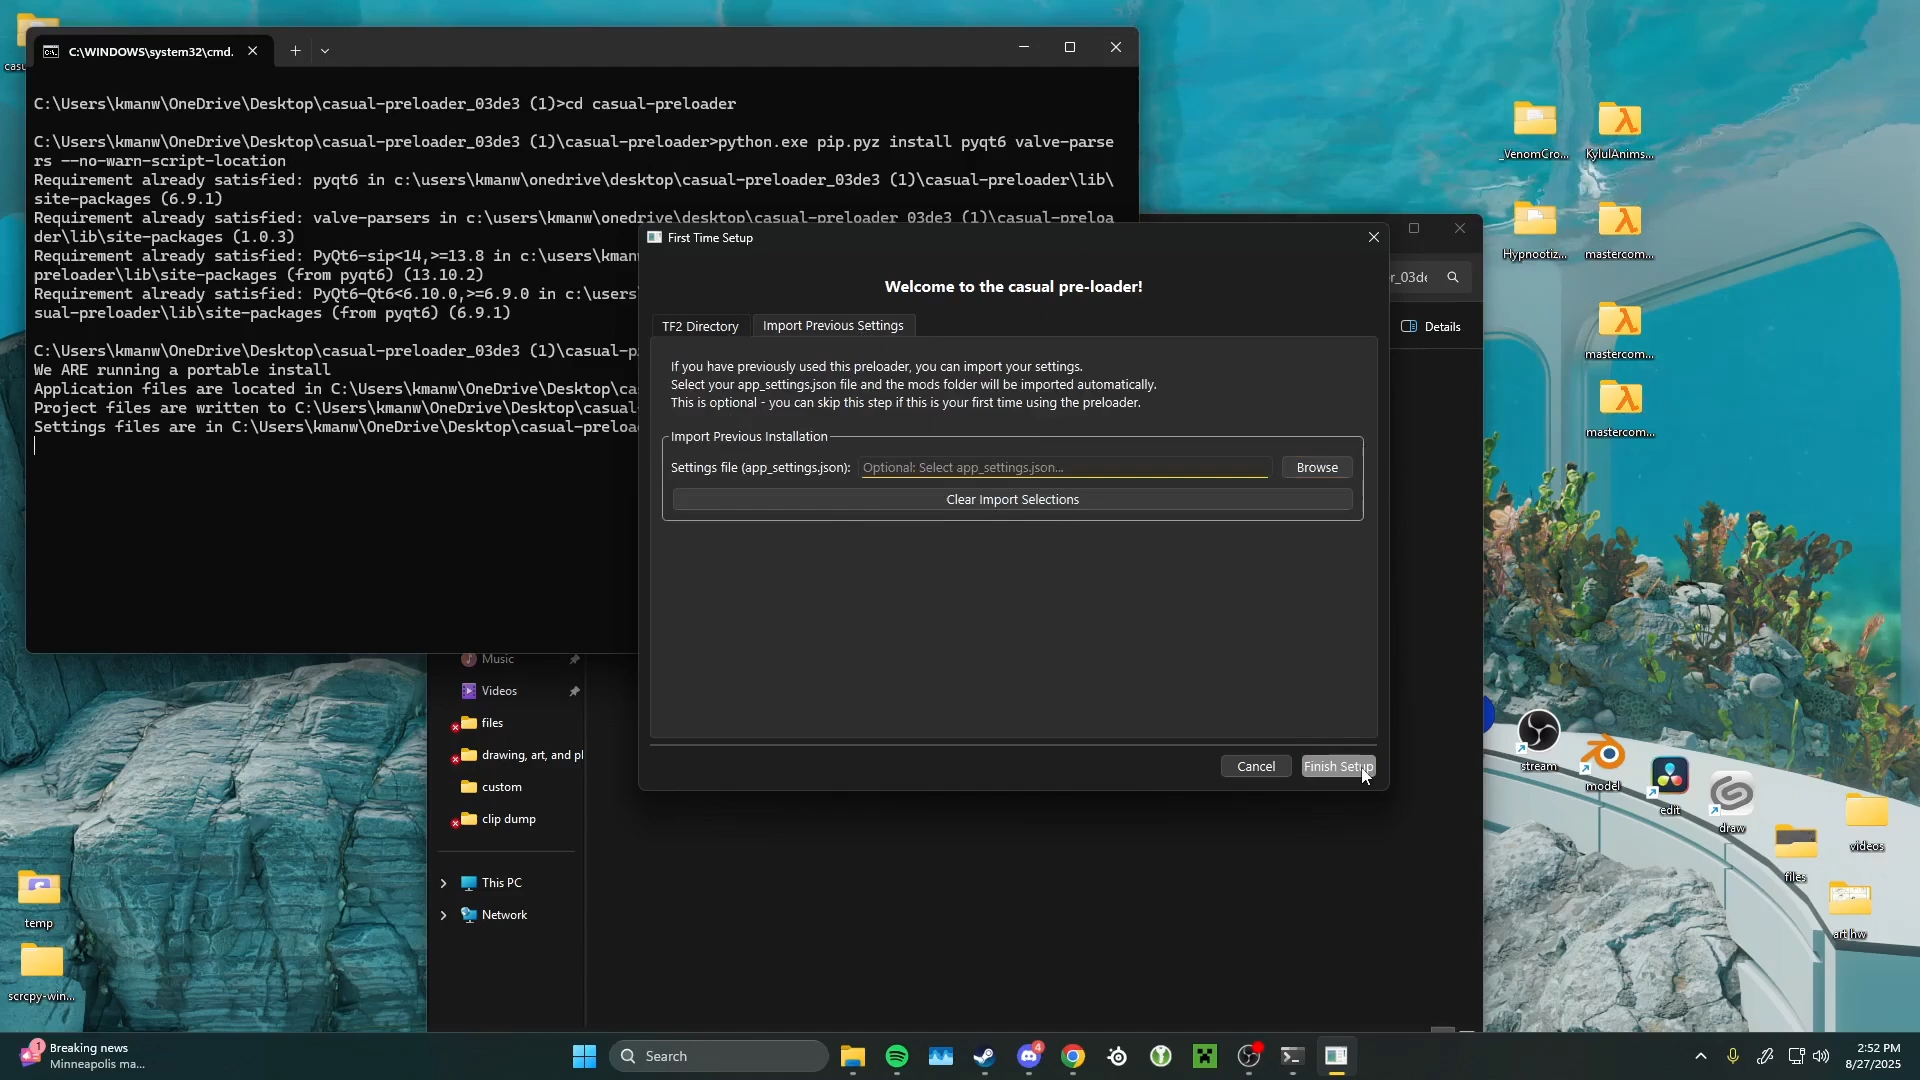 C:\WINDOWS\system32\cmd.
C:\Users\kmanw\OneDrive\Desktop\casual-preloader_03de3 (1)>cd casual-preloader
C:\Users\kmanw\OneDrive\Desktop\casual-preloader_03de3 (1)\casual-preloader>python.exe pip.pyz install pyqt6 valve-parse
rs --no-warn-script-location
Requirement already satisfied: pyqt6 in c:\users\kmanw\onedrive\desktop\casual-preloader_03de3 (1)\casual-preloader\lib\
site-packages (6.9.1)
Requirement already satisfied: valve-parsers in c:\users\kmanw\onedrive\desktop\casual-preloader_03de3 (1)\casual-preloa
der\lib\site-packages (1.0.3)
Requirement already satisfied: PyQt6-sip<14,>=13.8 in c:\users\kman
preloader\lib\site-packages (from pyqt6) (13.10.2)
Requirement already satisfied: PyQt6-Qt6<6.10.0,>=6.9.0 in c:\users
sual-preloader\lib\site-packages (from pyqt6) (6.9.1)
C:\Users\kmanw\OneDrive\Desktop\casual-preloader_03de3 (1)\casual-p
We ARE running a portable install
Application files are located in C:\Users\kmanw\OneDrive\Desktop\ca
Project files are written to C:\Users\kmanw\OneDrive\Desktop\casual
Settings files are in C:\Users\kmanw\OneDrive\Desktop\casual-preloa
First Time Setup
Welcome to the casual pre-loader!
TF2 Directory
Import Previous Settings
If you have previously used this preloader, you can import your settings.
Select your app_settings.json file and the mods folder will be imported automatically.
This is optional - you can skip this step if this is your first time using the preloader.
Import Previous Installation
Settings file (app_settings.json):
Optional: Select app_settings.json...
Browse
Clear Import Selections
Cancel
Finish Setup
r_03de
Details
Music
Videos
files
drawing, art, and pl
custom
clip dump
This PC
Network
casu
temp
scrcpy-win...
_VenomCro...
KylulAnims...
Hypnootiz...
mastercom...
mastercom...
mastercom...
stream
model
edit
draw
videos
files
art hw
1
Breaking news
Minneapolis ma...
Search
4
2:52 PM
8/27/2025